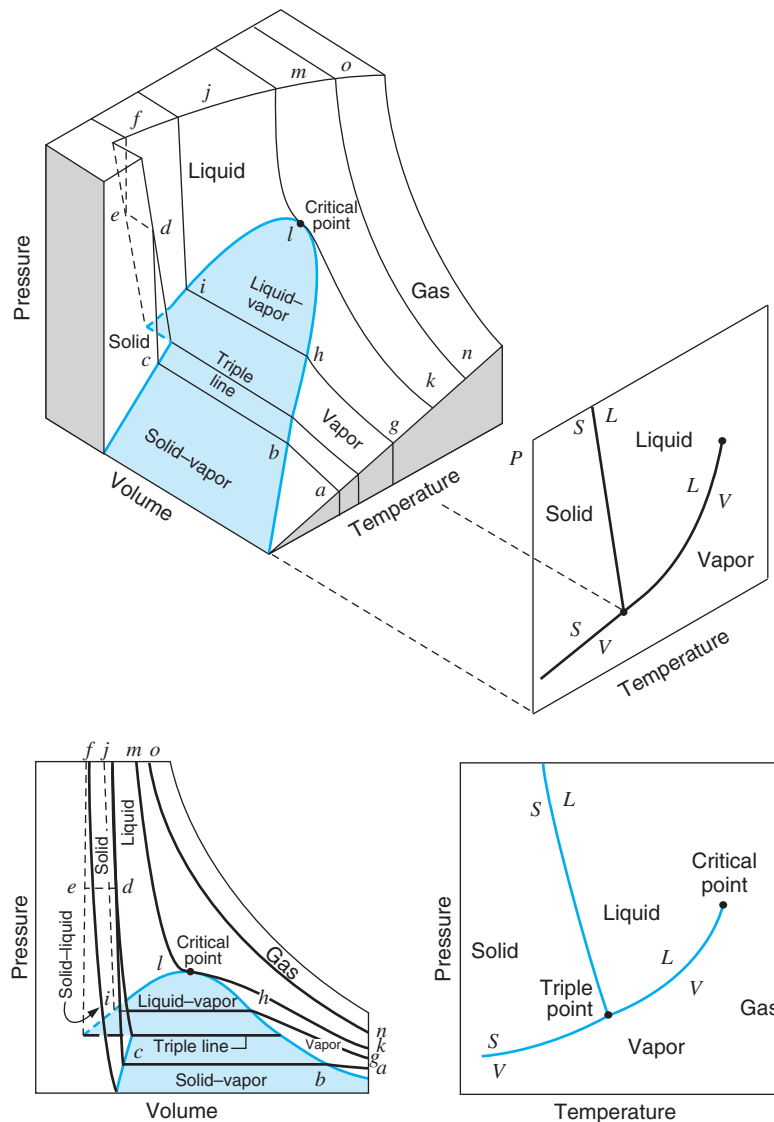 m
o
j
f
Liquid
Critical
point
e
d
l
Pressure
Gas
i
Liquid–
vapor
Solid
h
n
c
Triple
line
k
Vapor
g
Solid–vapor
b
a
Volume
Temperature
S
L
P
Liquid
L
V
Solid
Vapor
S
V
Temperature
f
j
m
o
Liquid
Solid
e
d
Solid–liquid
Pressure
l
Critical
point
Gas
i
Liquid–vapor
h
n
Triple line
Vapor
k
c
g
a
Solid–vapor
b
Volume
S
L
Critical
point
Pressure
Liquid
Solid
L
Triple
point
V
Gas
S
Vapor
V
Temperature